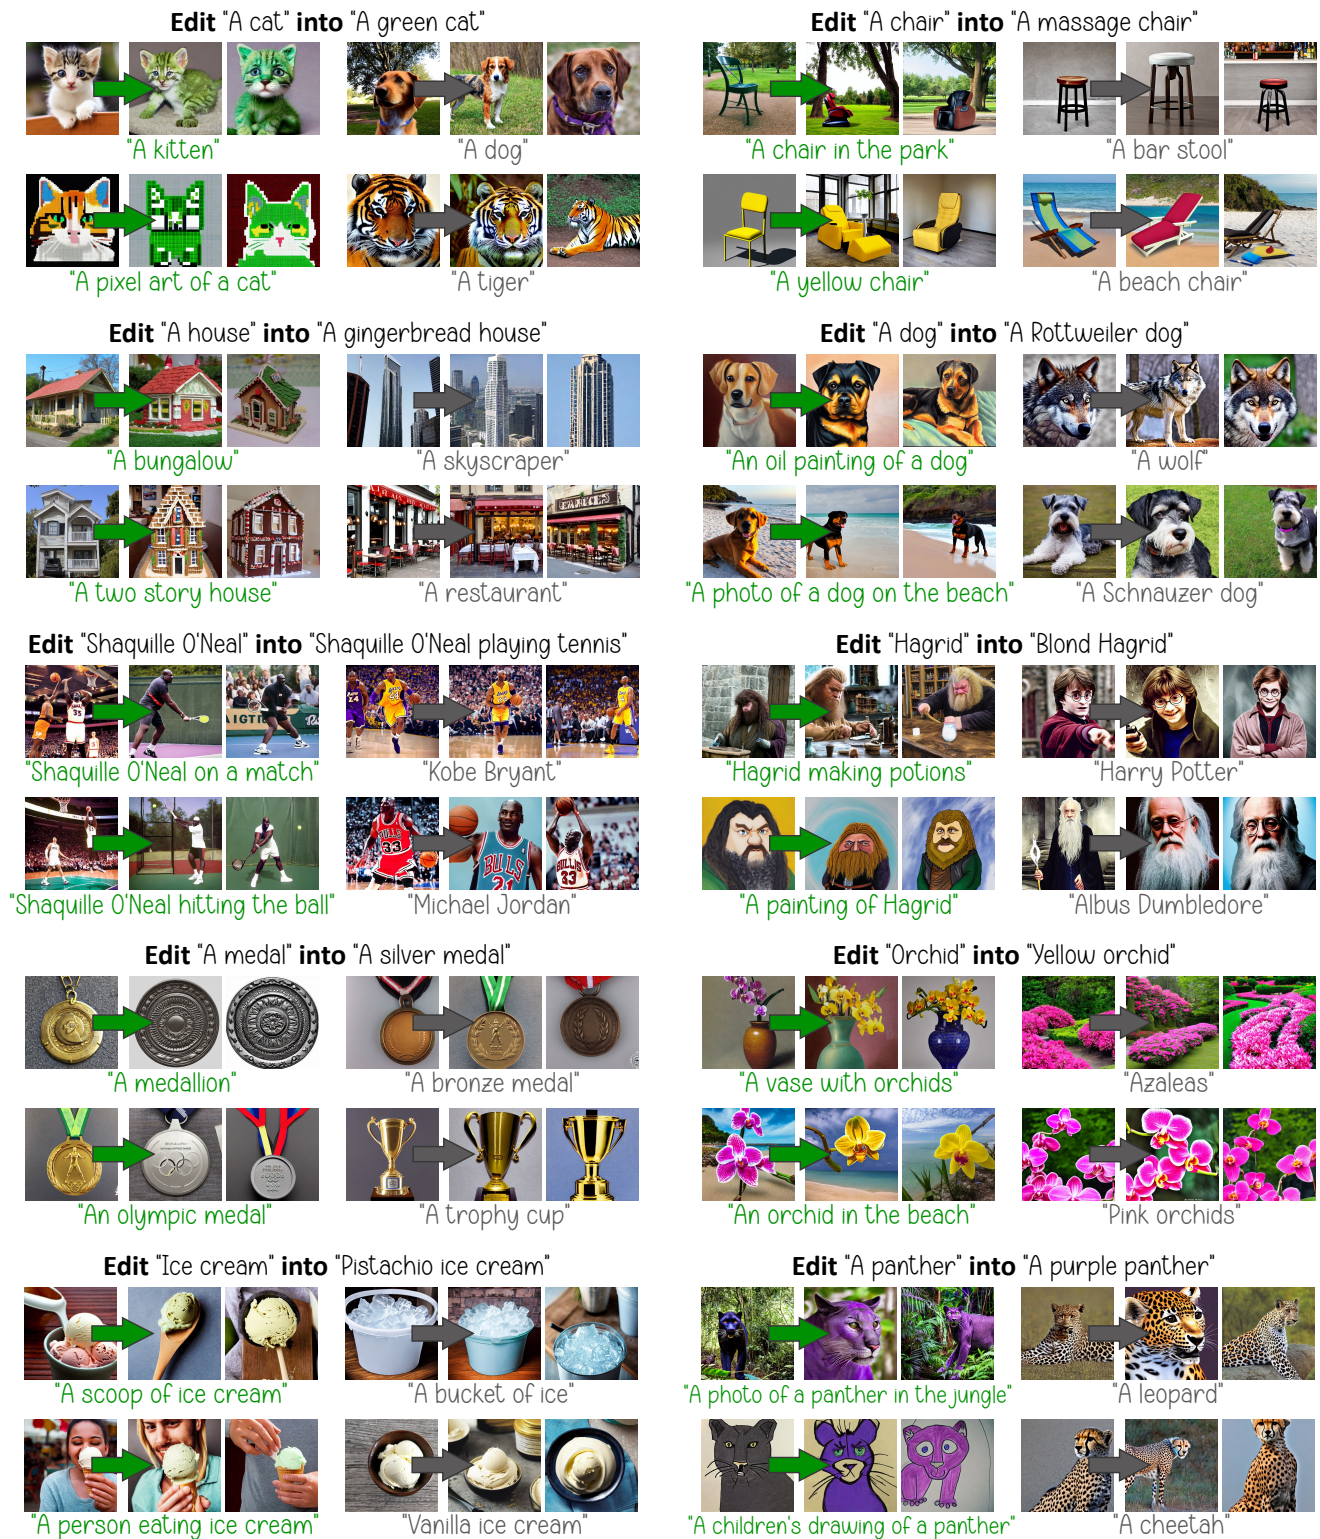 Edit "A cat" into "A green cat"
"A kitten"
"A dog"
"A pixel art of a cat"
"A tiger"
Edit "A chair" into "A massage chair"
"A chair in the park"
"A bar stool"
"A yellow chair"
"A beach chair"
Edit "A house" into "A gingerbread house"
"A bungalow"
"A skyscraper"
"A two story house"
"A restaurant"
Edit "A dog" into "A Rottweiler dog"
"An oil painting of a dog"
"A wolf"
"A photo of a dog on the beach"
"A Schnauzer dog"
Edit "Shaquille O'Neal" into "Shaquille O'Neal playing tennis"
"Shaquille O'Neal on a match"
"Kobe Bryant"
"Shaquille O'Neal hitting the ball"
"Michael Jordan"
Edit "Hagrid" into "Blond Hagrid"
"Hagrid making potions"
"Harry Potter"
"A painting of Hagrid"
"Albus Dumbledore"
Edit "A medal" into "A silver medal"
"A medallion"
"A bronze medal"
"An olympic medal"
"A trophy cup"
Edit "Orchid" into "Yellow orchid"
"A vase with orchids"
"Azaleas"
"An orchid in the beach"
"Pink orchids"
Edit "Ice cream" into "Pistachio ice cream"
"A scoop of ice cream"
"A bucket of ice"
"A person eating ice cream"
"Vanilla ice cream"
Edit "A panther" into "A purple panther"
"A photo of a panther in the jungle"
"A leopard"
"A children's drawing of a panther"
"A cheetah"